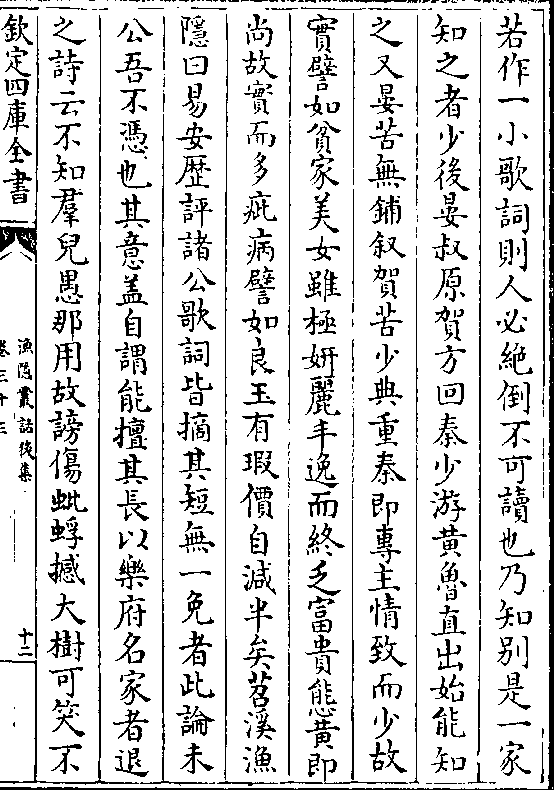 若作一小歌詞則人必絶倒不可讀也乃知别是一家
知之者少後晏叔原賀方回秦少游黄魯直出始能知
之又晏苦無鋪叙賀苦少典重秦即專主情致而少故
實譬如貧家美女雖極妍麗丰逸而終乏富貴態黄即
尚故實而多疵病譬如良玉有瑕價自減半矣苕溪漁
隱曰易安歴評諸公歌詞皆摘其短無一免者此論未
公吾不憑也其意盖自謂能擅其長以樂府名家者退
之詩云不知羣兒愚那用故謗傷蚍蜉撼大樹可笑不
欽定四庫全書
漁隱叢話後集
卷三十三
十二